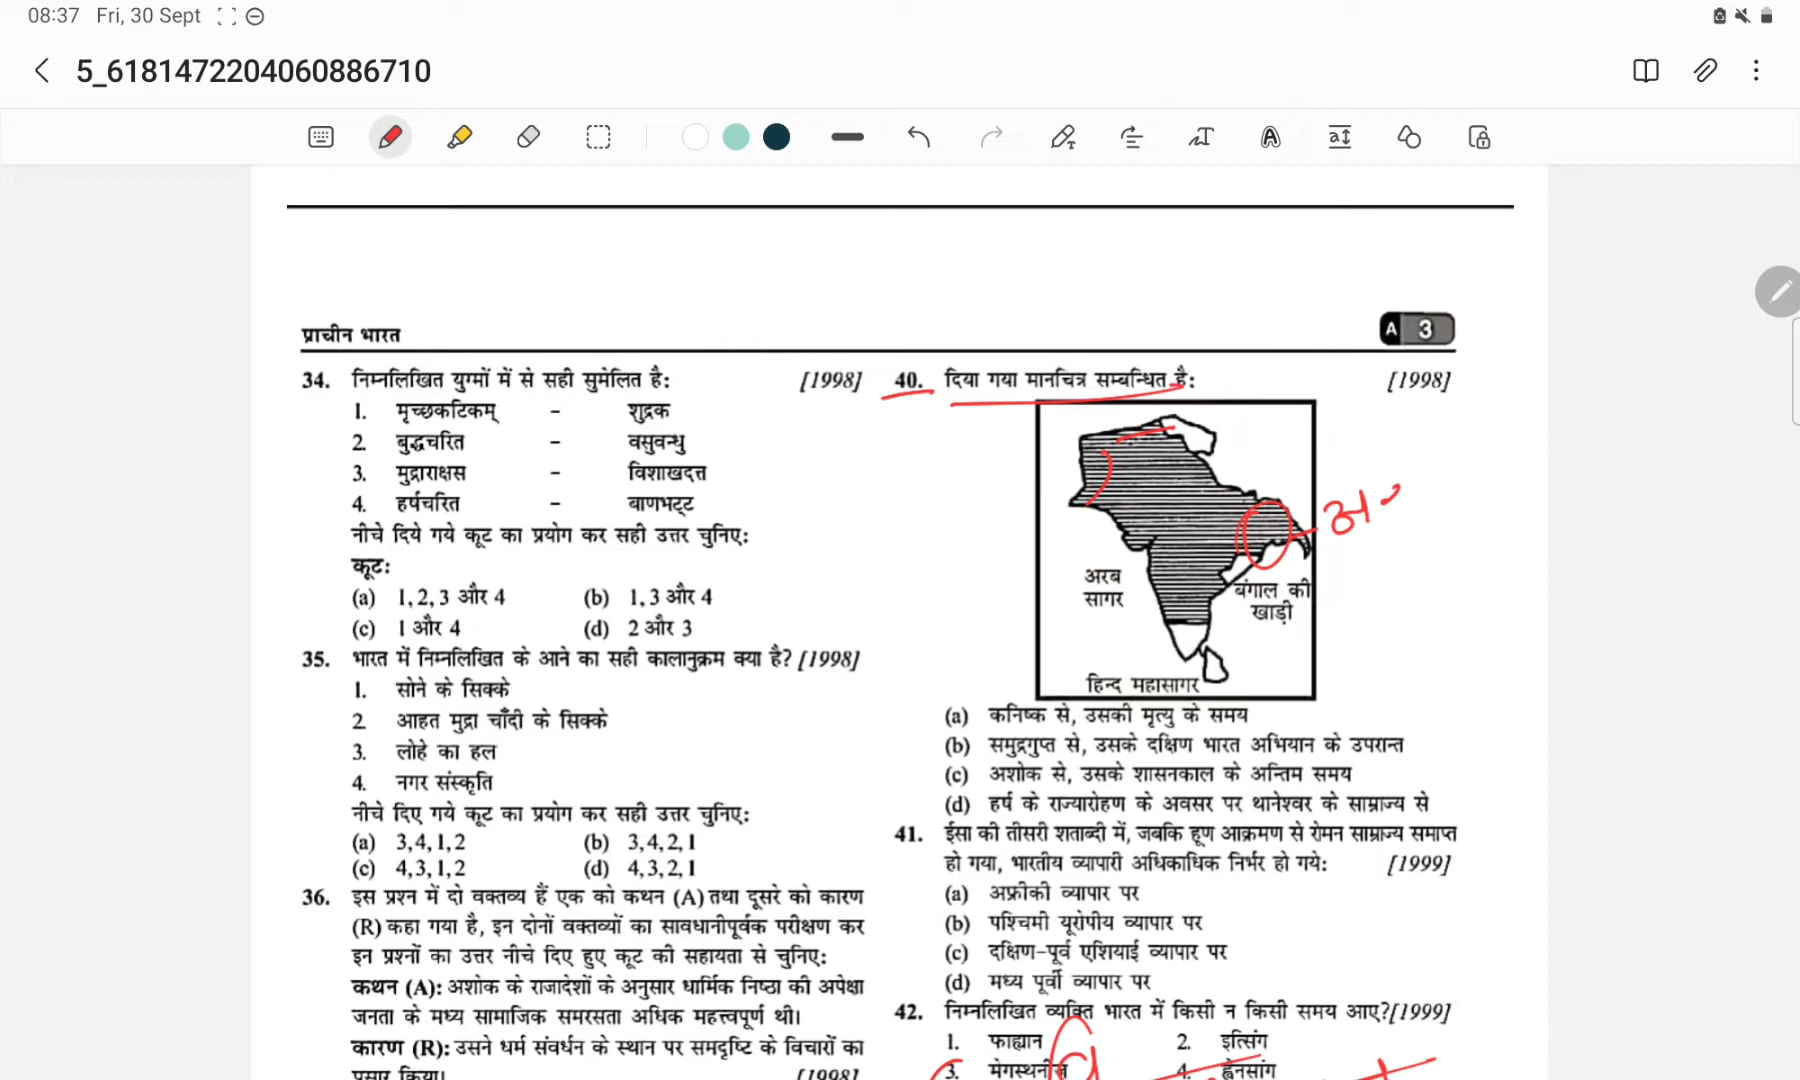 08:37 Fri, 30 Sept
5_6181472204060886710
प्राचीन भारत
A 3
34. निम्नलिखित युग्मों में से सही सुमेलित है: [1998]
1. मृच्छकटिकम् - शुद्रक
2. बुद्धचरित - वसुवन्धु
3. मुद्राराक्षस - विशाखदत्त
4. हर्षचरित - बाणभट्ट
नीचे दिये गये कूट का प्रयोग कर सही उत्तर चुनिए:
कूट:
(a) 1, 2, 3 और 4 (b) 1, 3 और 4
(c) 1 और 4 (d) 2 और 3
35. भारत में निम्नलिखित के आने का सही कालानुक्रम क्या है? [1998]
1. सोने के सिक्के
2. आहत मुद्रा चाँदी के सिक्के
3. लोहे का हल
4. नगर संस्कृति
नीचे दिए गये कूट का प्रयोग कर सही उत्तर चुनिए:
(a) 3, 4, 1, 2 (b) 3, 4, 2, 1
(c) 4, 3, 1, 2 (d) 4, 3, 2, 1
36. इस प्रश्न में दो वक्तव्य हैं एक को कथन (A) तथा दूसरे को कारण
(R) कहा गया है, इन दोनों वक्तव्यों का सावधानीपूर्वक परीक्षण कर
इन प्रश्नों का उत्तर नीचे दिए हुए कूट की सहायता से चुनिए:
कथन (A): अशोक के राजादेशों के अनुसार धार्मिक निष्ठा की अपेक्षा
जनता के मध्य सामाजिक समरसता अधिक महत्त्वपूर्ण थी।
कारण (R): उसने धर्म संवर्धन के स्थान पर समदृष्टि के विचारों का
प्रसार किया। [1998]
40. दिया गया मानचित्र सम्बन्धित है: [1998]
अरब
सागर
बंगाल की
खाड़ी
हिन्द महासागर
(a) कनिष्क से, उसकी मृत्यु के समय
(b) समुद्रगुप्त से, उसके दक्षिण भारत अभियान के उपरान्त
(c) अशोक से, उसके शासनकाल के अन्तिम समय
(d) हर्ष के राज्यारोहण के अवसर पर थानेश्वर के साम्राज्य से
41. ईसा की तीसरी शताब्दी में, जबकि हूण आक्रमण से रोमन साम्राज्य समाप्त
हो गया, भारतीय व्यापारी अधिकाधिक निर्भर हो गये: [1999]
(a) अफ्रीकी व्यापार पर
(b) पश्चिमी यूरोपीय व्यापार पर
(c) दक्षिण-पूर्व एशियाई व्यापार पर
(d) मध्य पूर्वी व्यापार पर
42. निम्नलिखित व्यक्ति भारत में किसी न किसी समय आए? [1999]
1. फाह्यान 2. इत्सिंग
3. मेगस्थनीज 4. ह्वेनसांग